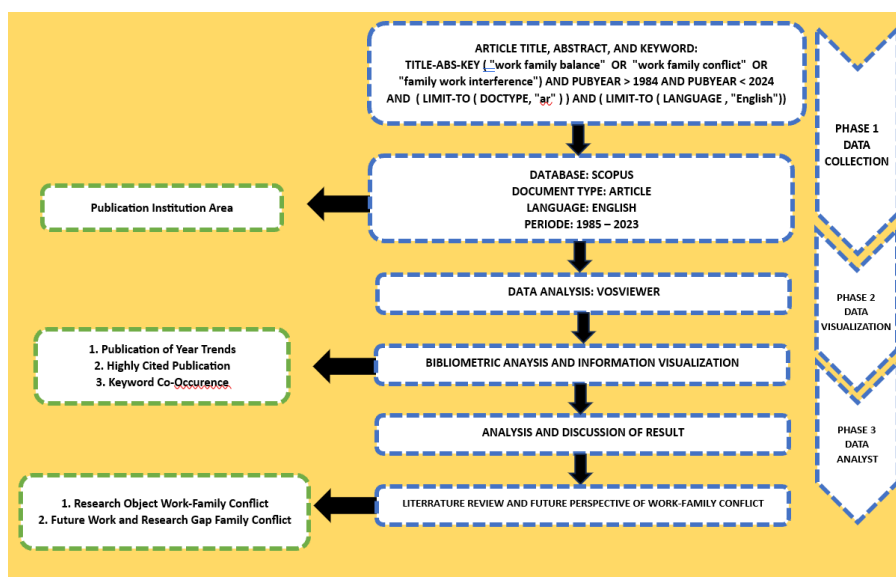 ARTICLE TITLE, ABSTRACT, AND KEYWORD:
TITLE-ABS-KEY ( "work family balance" OR "work family conflict" OR
"family work interference") AND PUBYEAR > 1984 AND PUBYEAR < 2024
AND ( LIMIT-TO ( DOCTYPE, "ar" ) ) AND ( LIMIT-TO ( LANGUAGE , "English"))
PHASE 1
DATA
COLLECTION
DATABASE: SCOPUS
DOCUMENT TYPE: ARTICLE
LANGUAGE: ENGLISH
PERIODE: 1985 – 2023
Publication Institution Area
DATA ANALYSIS: VOSVIEWER
PHASE 2
DATA
VISUALIZATION
1. Publication of Year Trends
2. Highly Cited Publication
3. Keyword Co-Occurence
BIBLIOMETRIC ANAYSIS AND INFORMATION VISUALIZATION
ANALYSIS AND DISCUSSION OF RESULT
PHASE 3
DATA
ANALYST
1. Research Object Work-Family Conflict
2. Future Work and Research Gap Family Conflict
LITERATURE REVIEW AND FUTURE PERSPECTIVE OF WORK-FAMILY CONFLICT